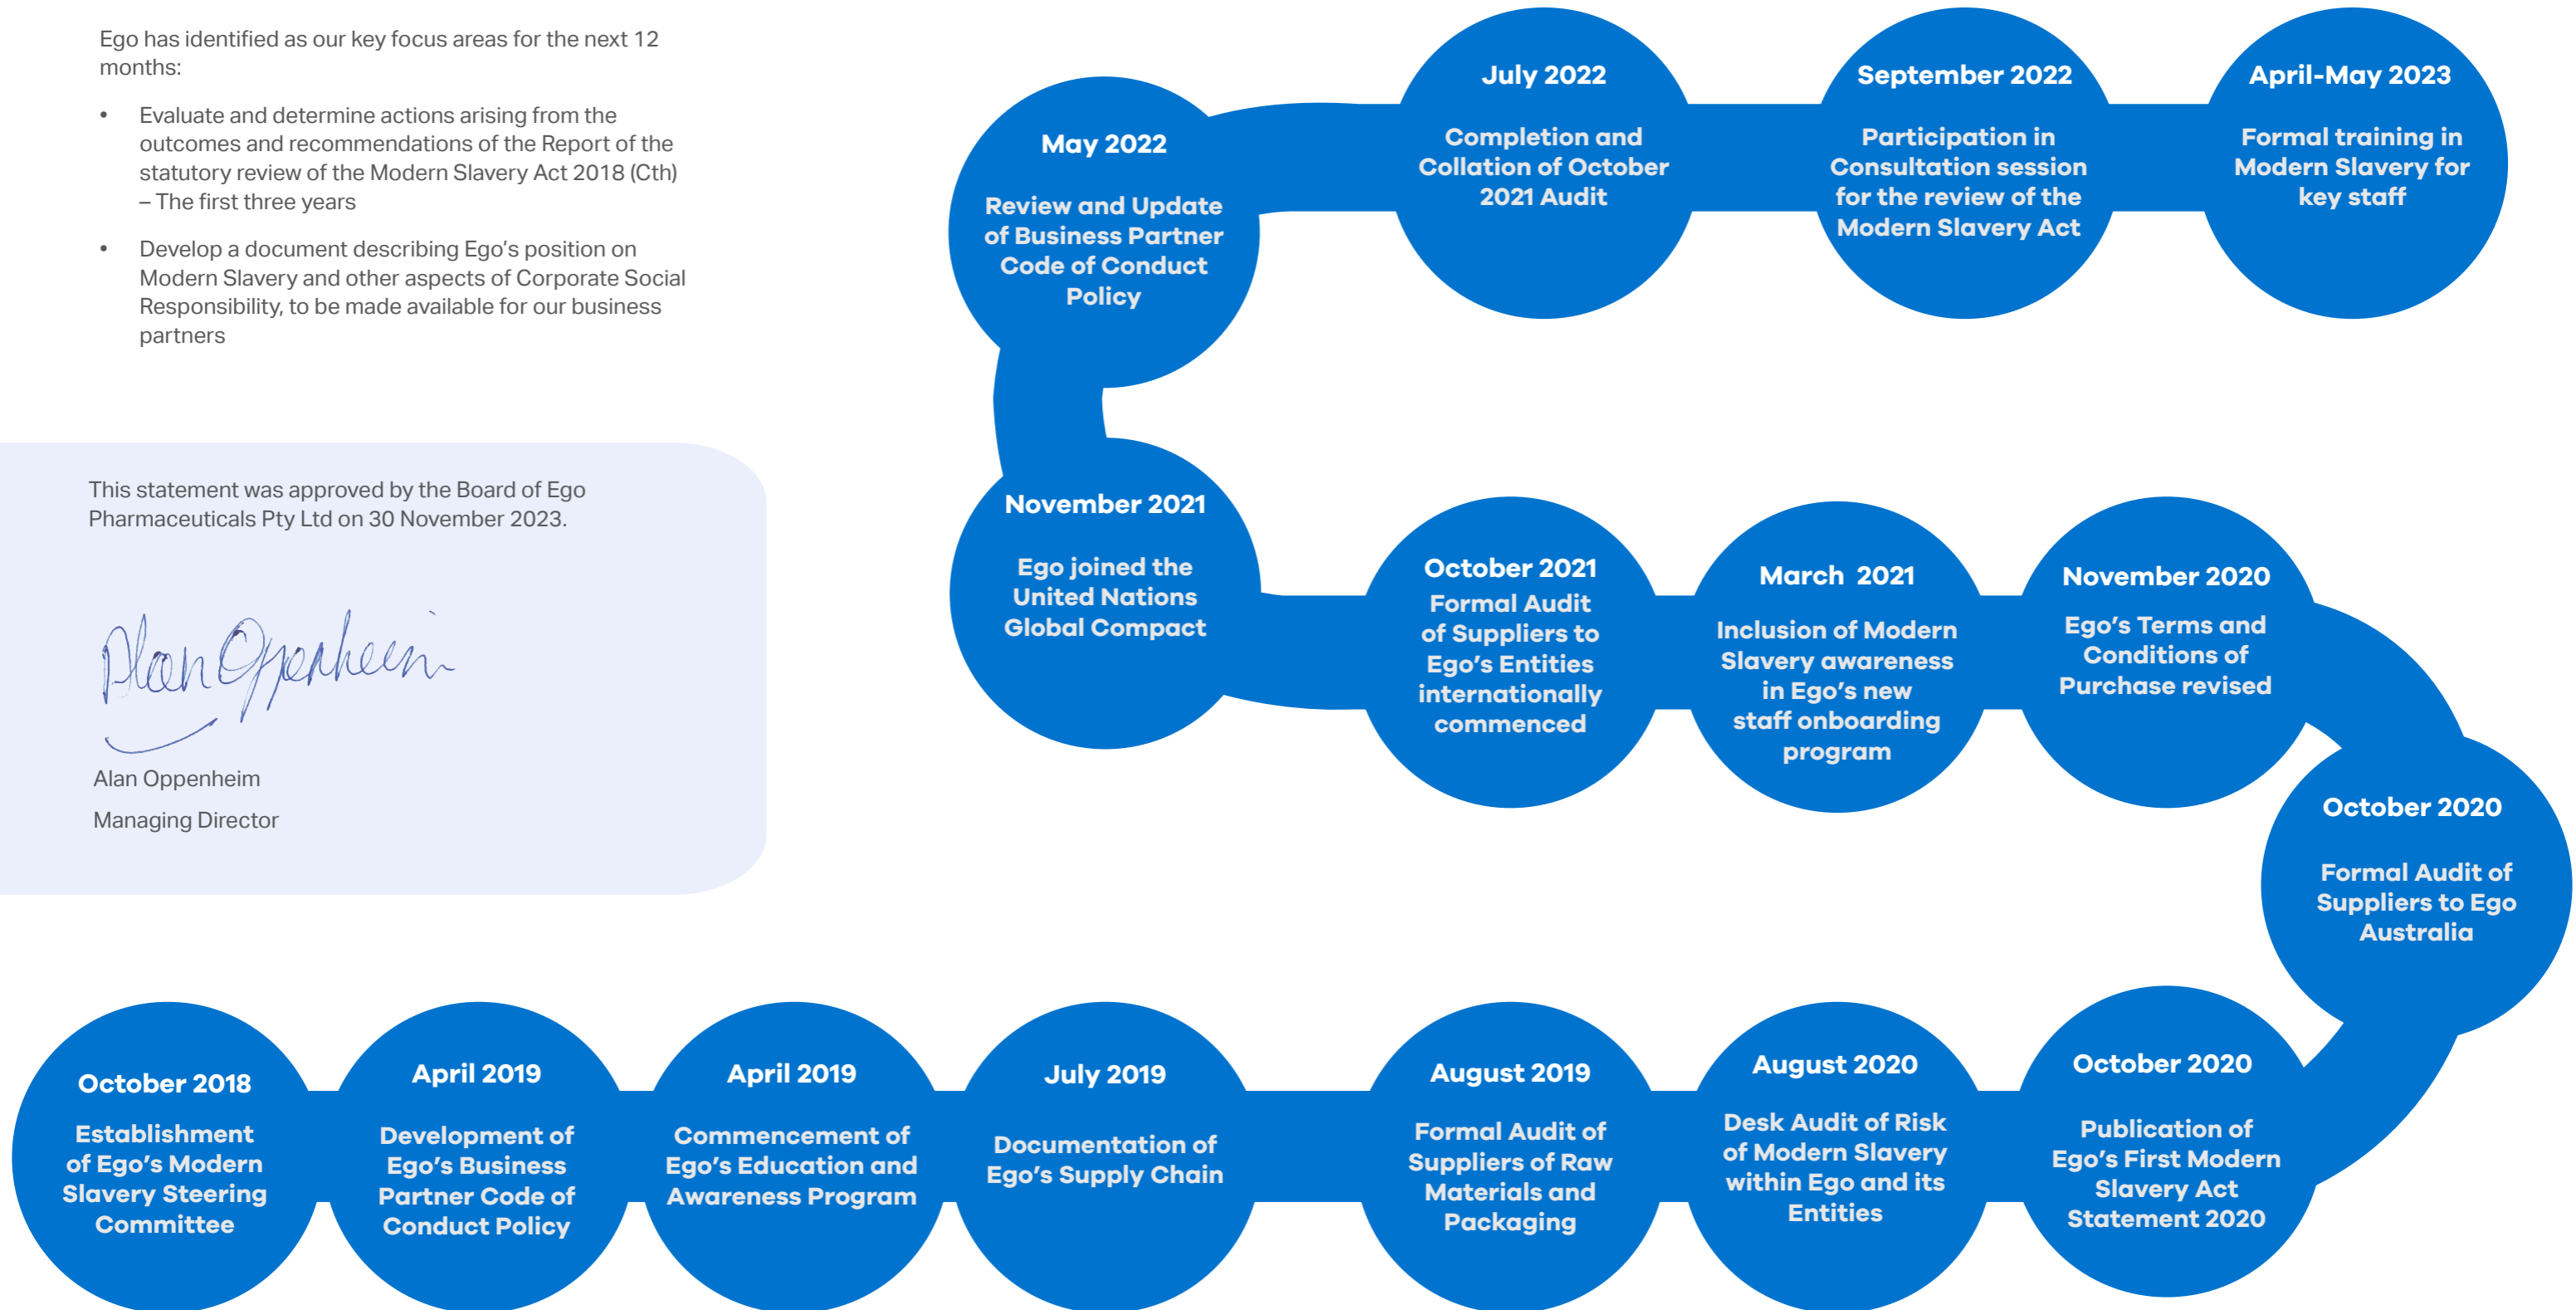 Ego has identified as our key focus areas for the next 12
months:
• Evaluate and determine actions arising from the
outcomes and recommendations of the Report of the
statutory review of the Modern Slavery Act 2018 (Cth)
– The first three years
• Develop a document describing Ego’s position on
Modern Slavery and other aspects of Corporate Social
Responsibility, to be made available for our business
partners
This statement was approved by the Board of Ego
Pharmaceuticals Pty Ltd on 30 November 2023.
Alan Oppenheim
Alan Oppenheim
Managing Director
May 2022
Review and Update
of Business Partner
Code of Conduct
Policy
July 2022
Completion and
Collation of October
2021 Audit
September 2022
Participation in
Consultation session
for the review of the
Modern Slavery Act
April-May 2023
Formal training in
Modern Slavery for
key staff
November 2021
Ego joined the
United Nations
Global Compact
October 2021
Formal Audit
of Suppliers to
Ego’s Entities
internationally
commenced
March 2021
Inclusion of Modern
Slavery awareness
in Ego’s new
staff onboarding
program
November 2020
Ego’s Terms and
Conditions of
Purchase revised
October 2020
Formal Audit of
Suppliers to Ego
Australia
October 2018
Establishment
of Ego’s Modern
Slavery Steering
Committee
April 2019
Development of
Ego’s Business
Partner Code of
Conduct Policy
April 2019
Commencement of
Ego’s Education and
Awareness Program
July 2019
Documentation of
Ego’s Supply Chain
August 2019
Formal Audit of
Suppliers of Raw
Materials and
Packaging
August 2020
Desk Audit of Risk
of Modern Slavery
within Ego and its
Entities
October 2020
Publication of
Ego’s First Modern
Slavery Act
Statement 2020